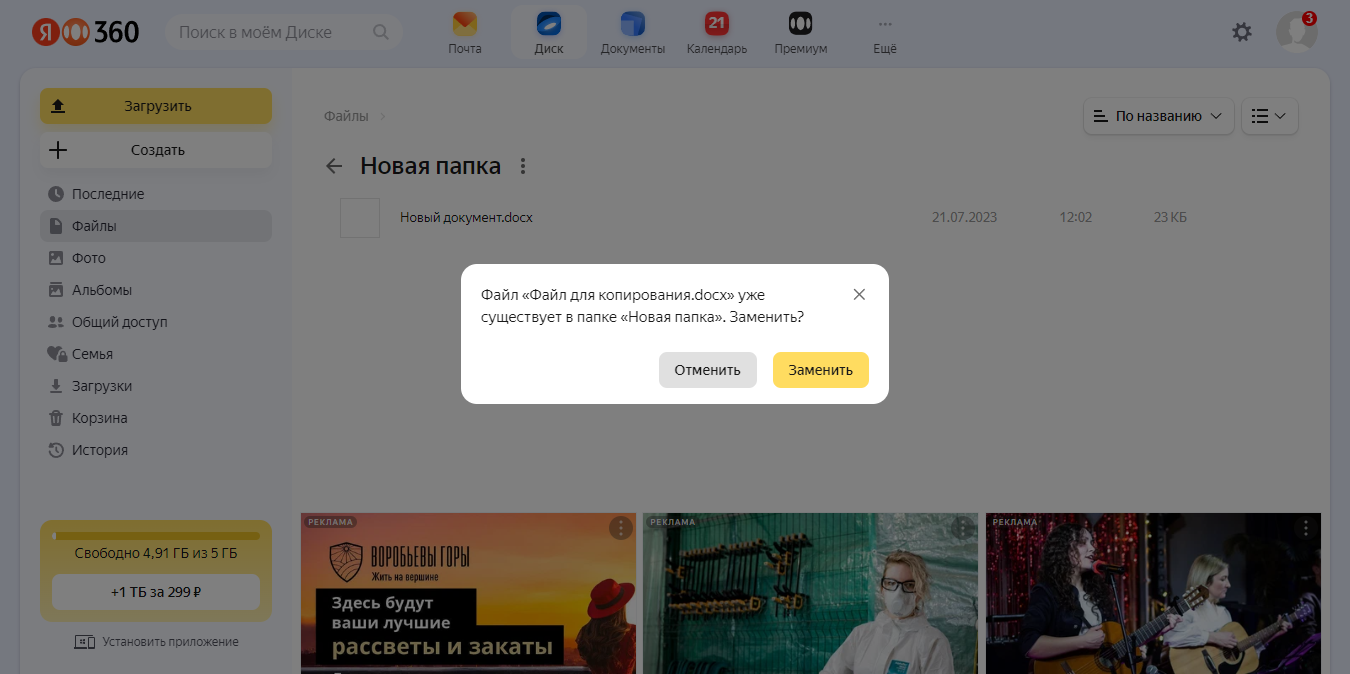 Я 360
Поиск в моём Диске
Почта
Диск
Документы
21
Календарь
Премиум
Ещё
3
Загрузить
Создать
Последние
Файлы
Фото
Альбомы
Общий доступ
Семья
Загрузки
Корзина
История
Свободно 4,91 ГБ из 5 ГБ
+1 ТБ за 299 ₽
Установить приложение
Файлы
По названию
Новая папка
Новый документ.docx 21.07.2023 12:02 23 КБ
Файл «Файл для копирования.docx» уже
существует в папке «Новая папка». Заменить?
Отменить Заменить
РЕКЛАМА
ВОРОБЬЕВЫ ГОРЫ
Жить на вершине
Здесь будут
ваши лучшие
рассветы и закаты
РЕКЛАМА
РЕКЛАМА